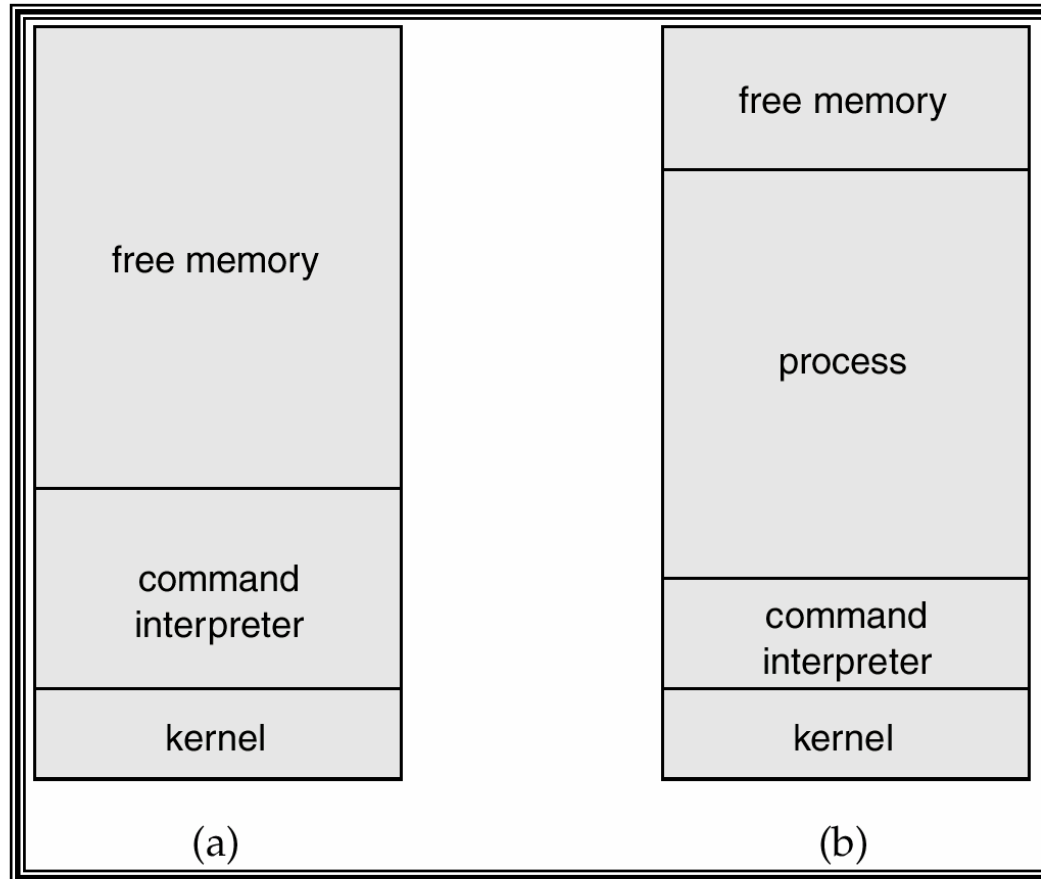 free memory
command
interpreter
kernel
(a)
free memory
process
command
interpreter
kernel
(b)